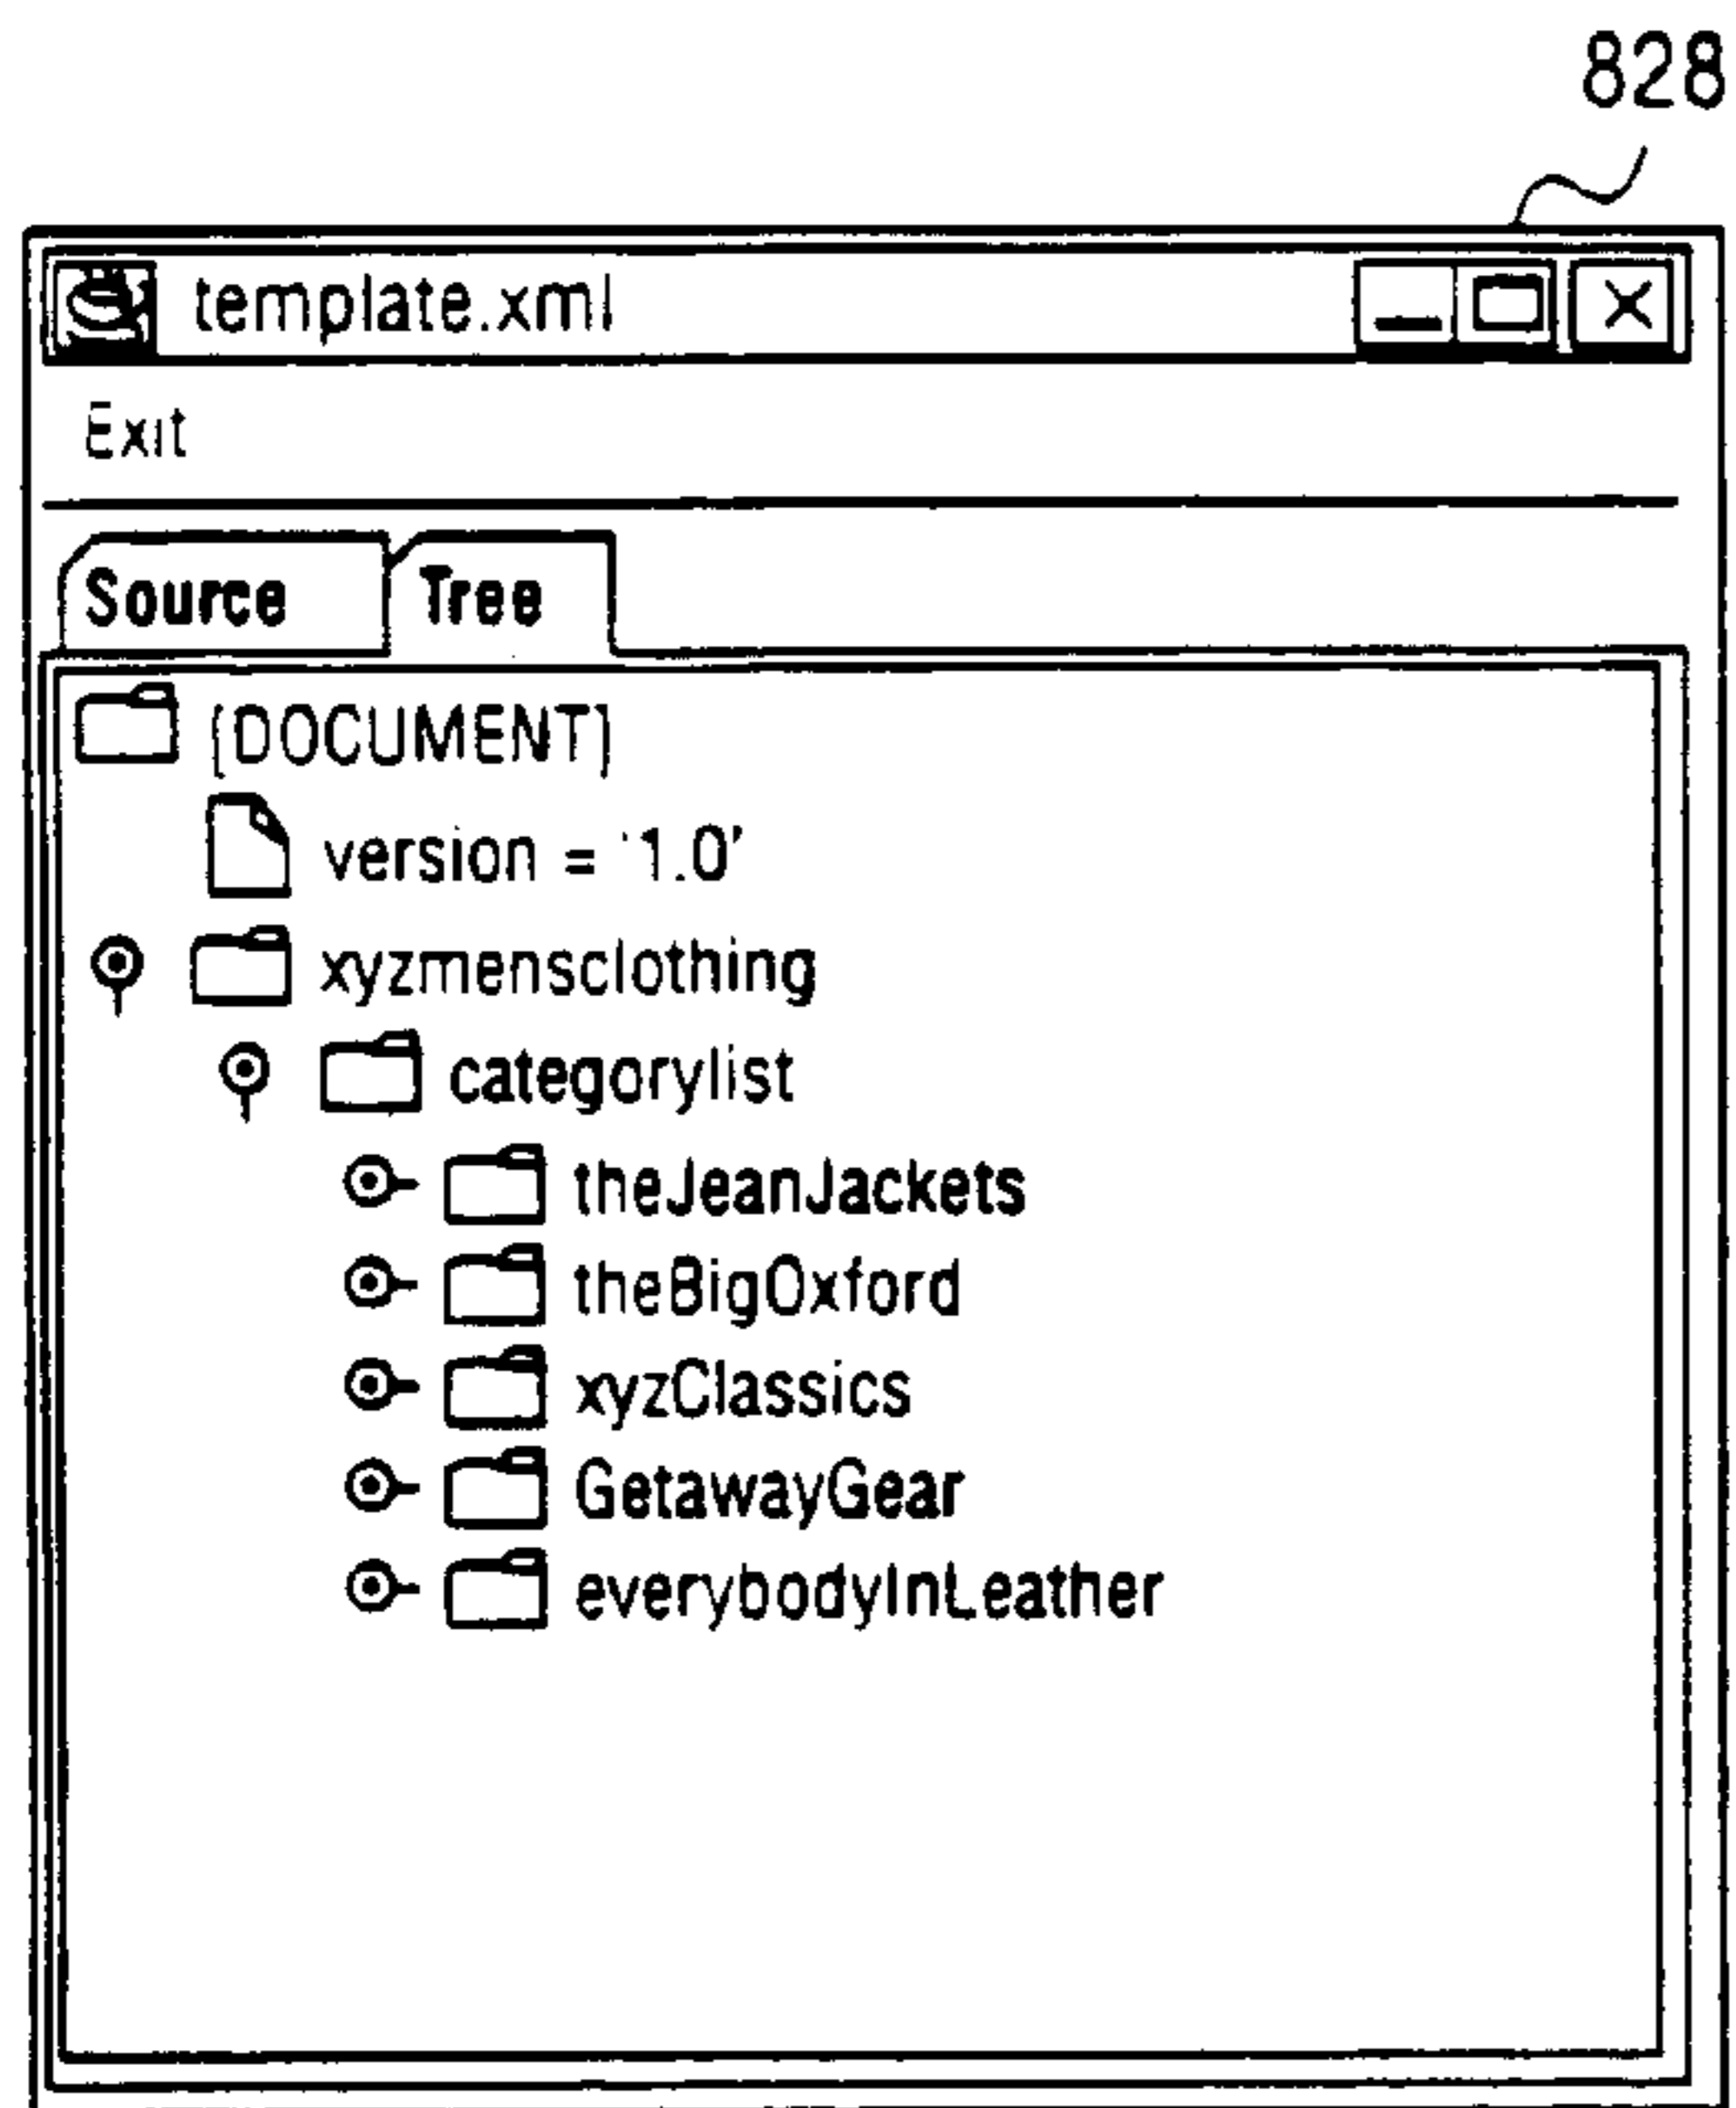 828
template.xml
Exit
Source Tree
[DOCUMENT]
version = '1.0'
xyzmensclothing
categorylist
theJeanJackets
theBigOxford
xyzClassics
GetawayGear
everybodyInLeather